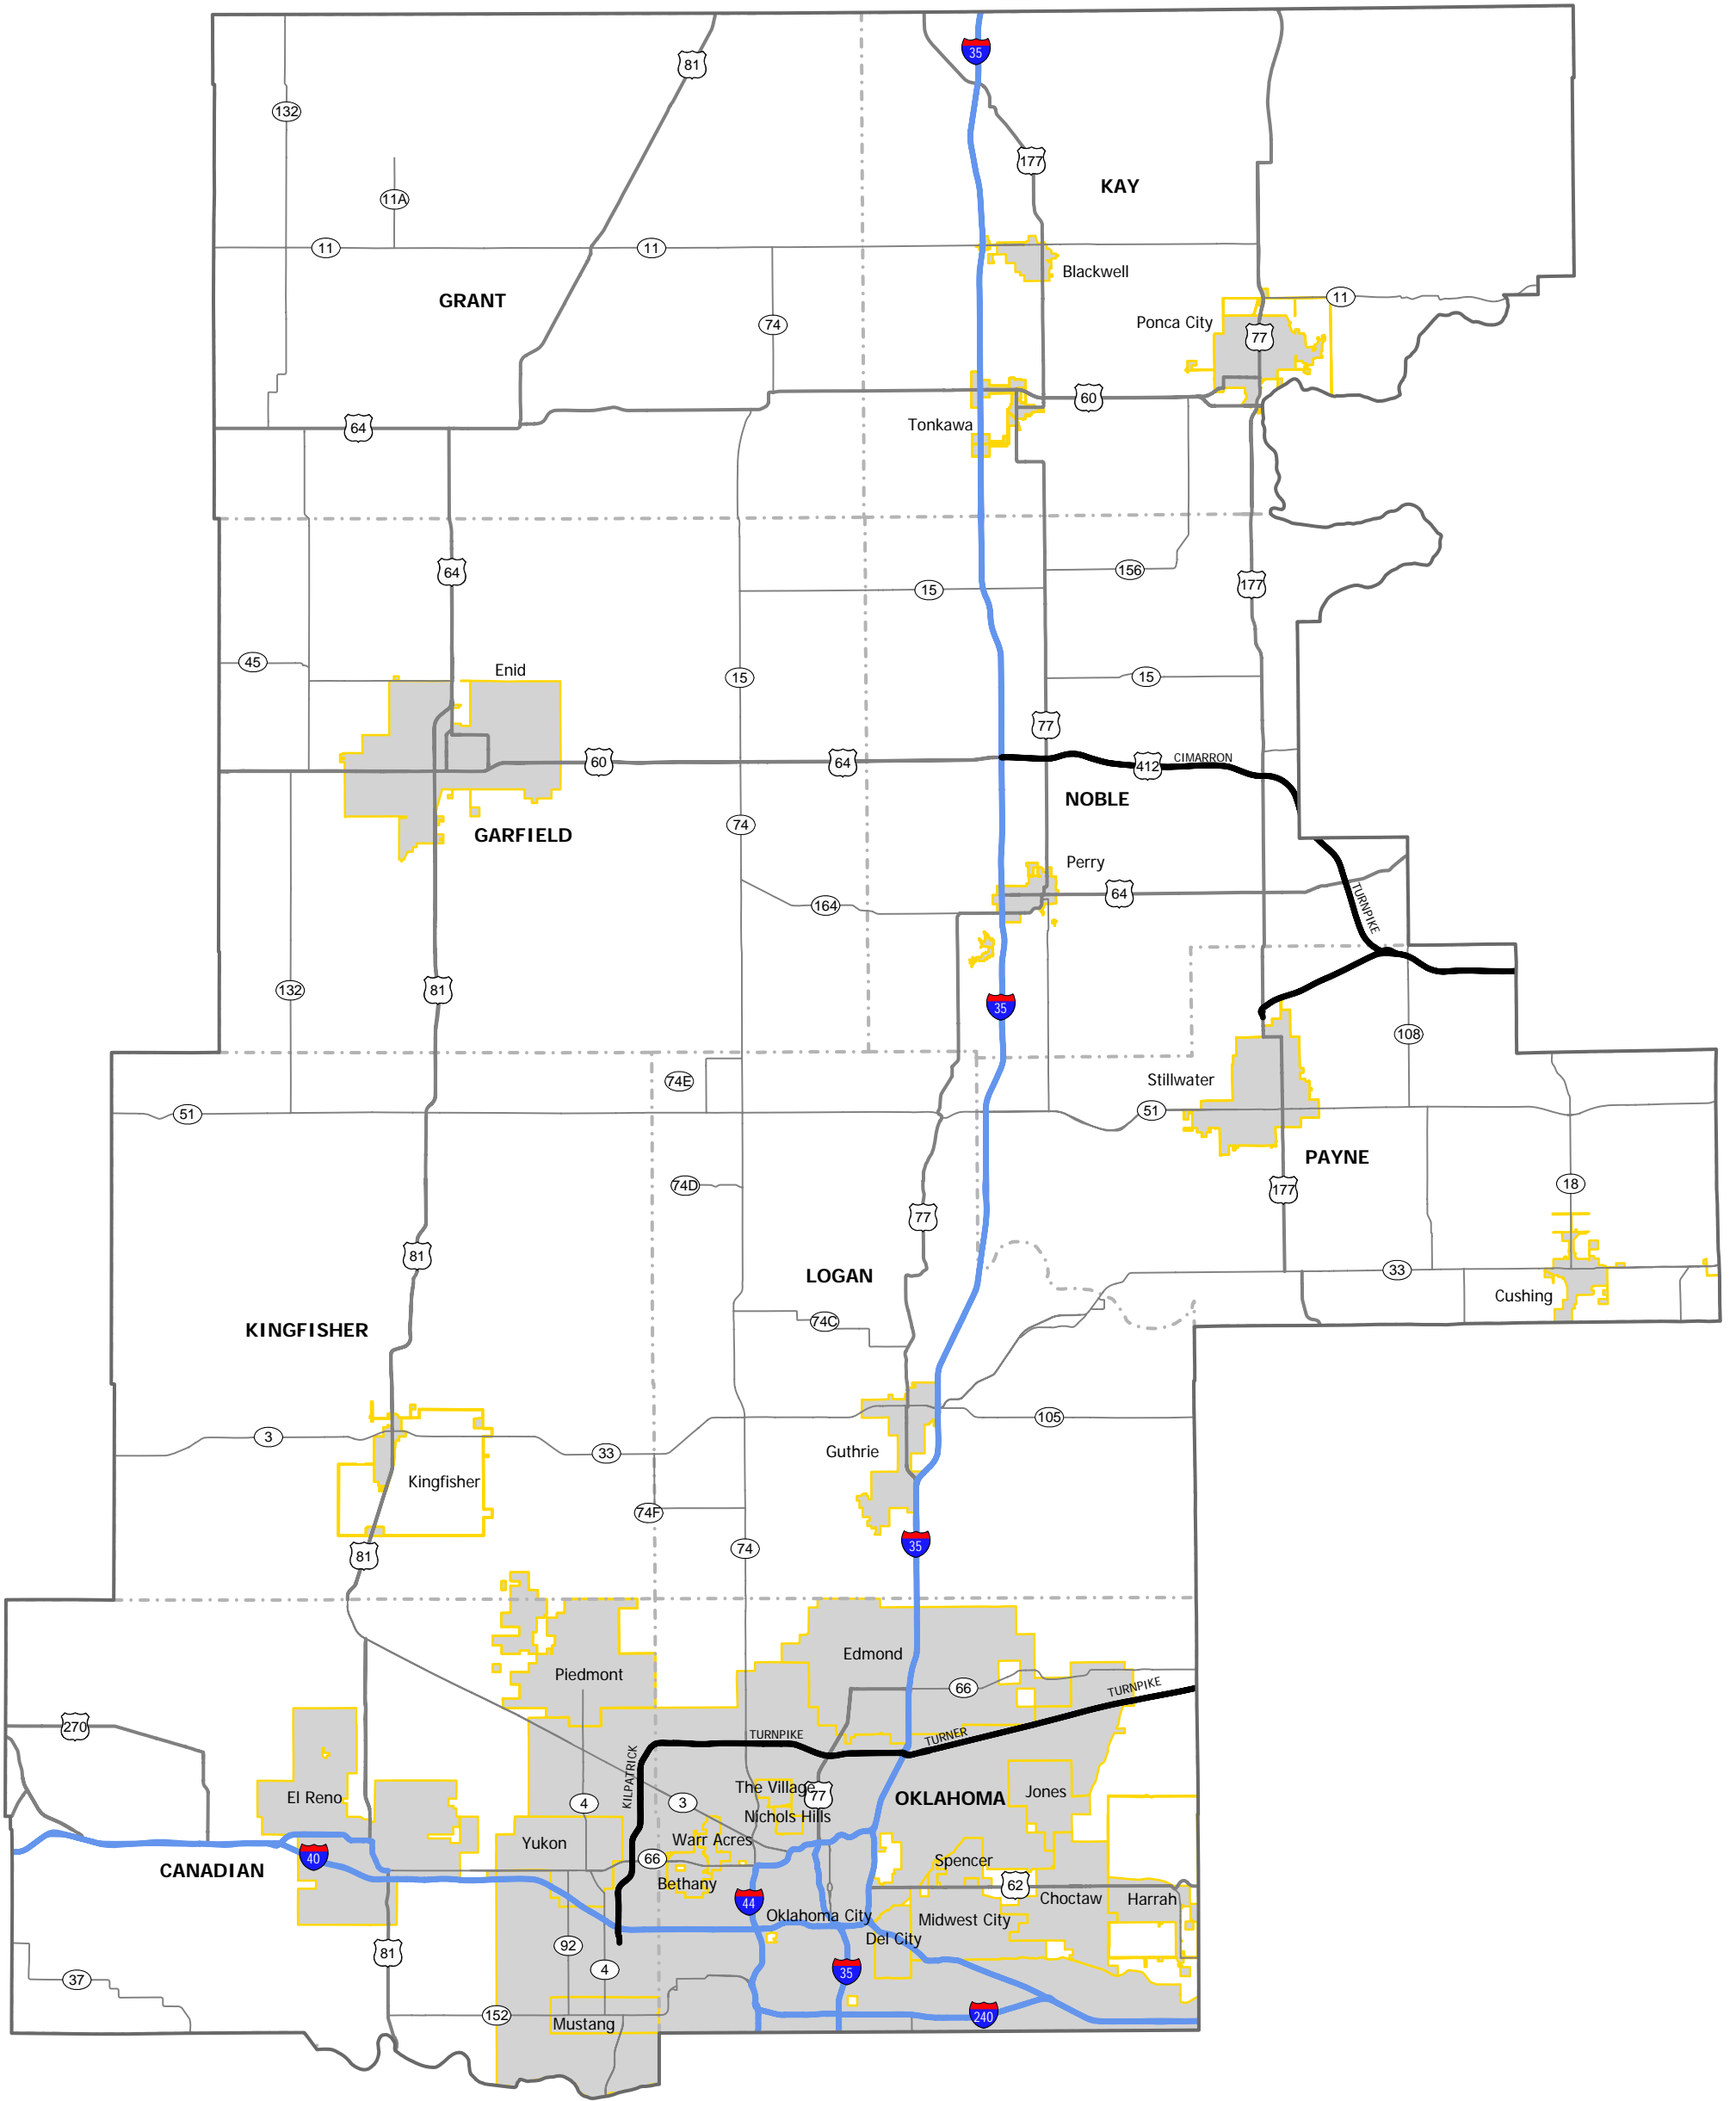 81
35
132
177
KAY
11A
11
11
Blackwell
GRANT
11
74
Ponca City
77
60
Tonkawa
64
64
156
177
15
45
Enid
15
15
77
60
64
412
CIMARRON
NOBLE
74
GARFIELD
Perry
64
TURNPIKE
164
132
81
35
108
74E
Stillwater
51
51
PAYNE
74D
18
177
77
81
33
LOGAN
Cushing
74C
KINGFISHER
105
3
33
Guthrie
Kingfisher
74F
35
74
81
Edmond
Piedmont
66
TURNPIKE
270
TURNPIKE
TURNER
KILPATRICK
The Village
77
OKLAHOMA
Jones
El Reno
4
3
Nichols Hills
Yukon
Warr Acres
40
66
Spencer
CANADIAN
Bethany
62
Choctaw
Harrah
44
Oklahoma City
Midwest City
Del City
92
81
4
35
37
152
240
Mustang